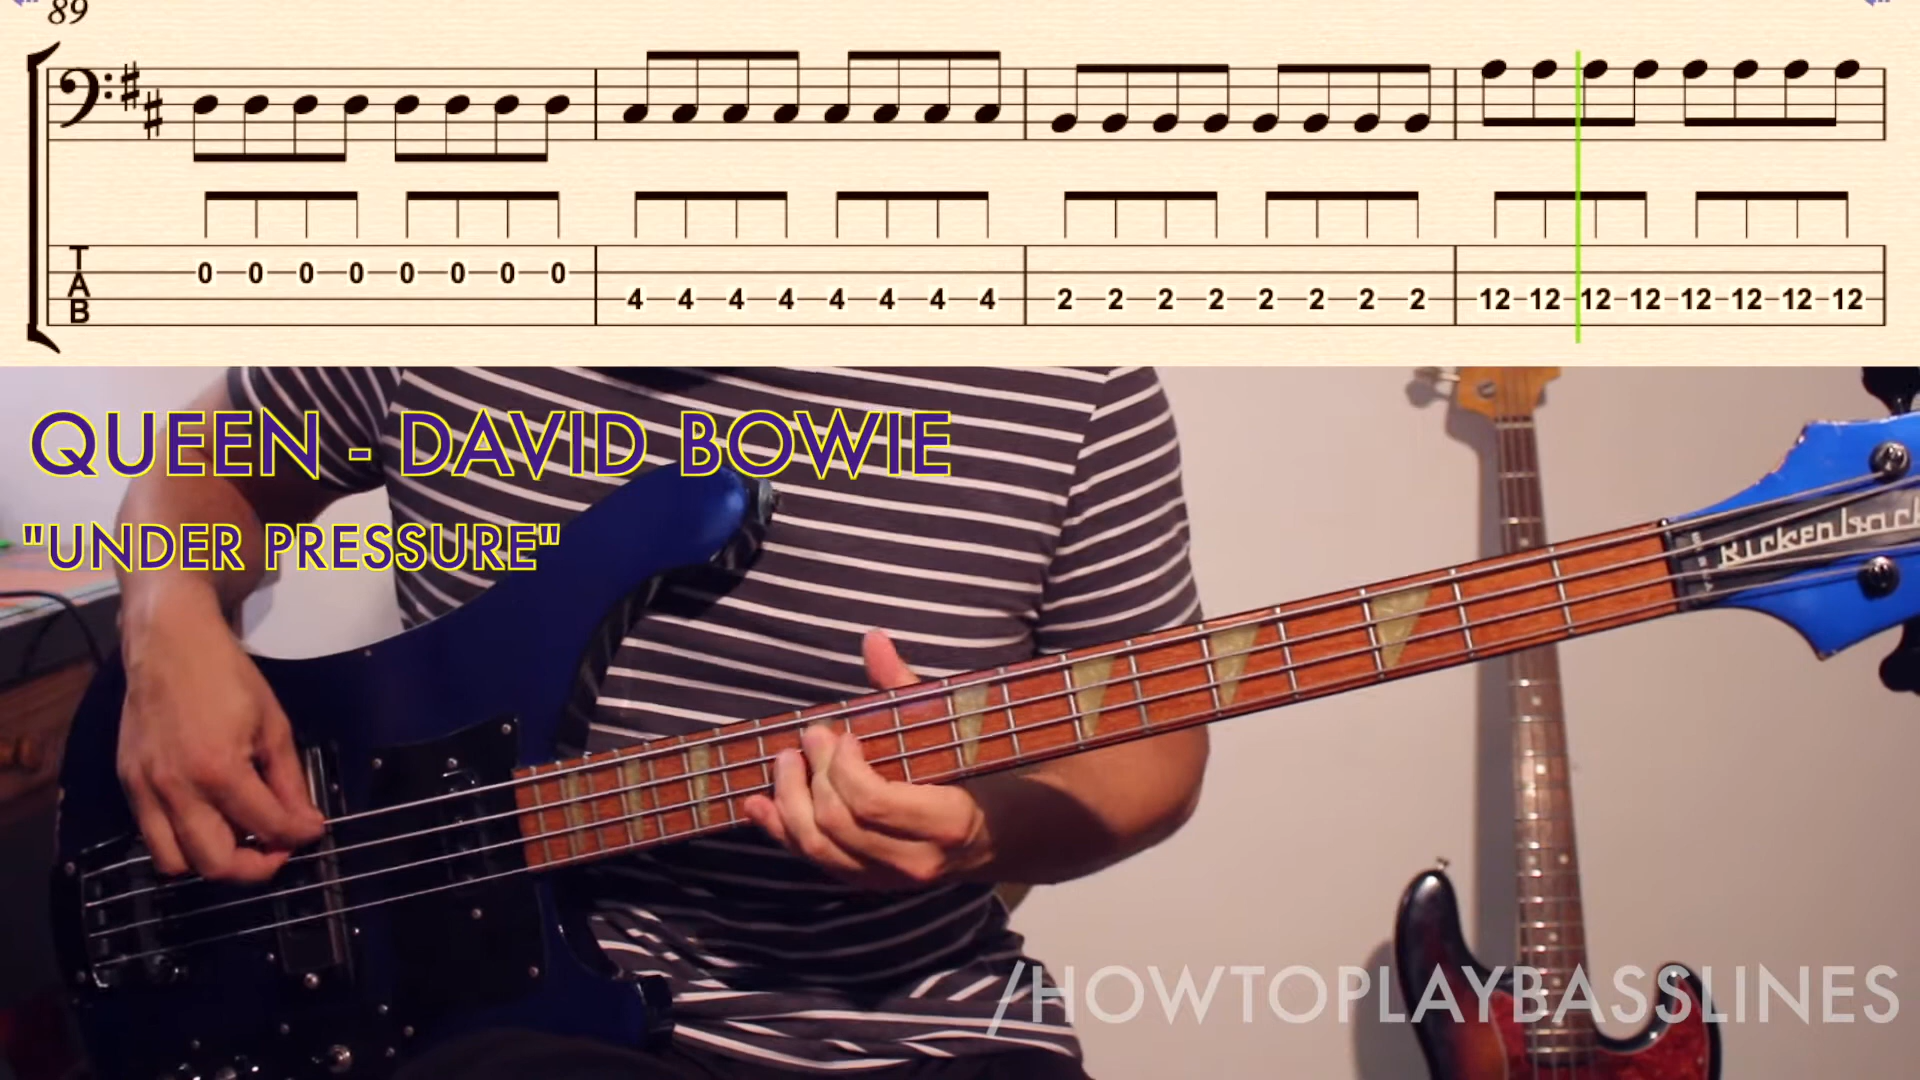 89
T
A
B
0 0 0 0 0 0 0 0
4 4 4 4 4 4 4 4
2 2 2 2 2 2 2 2
12 12 12 12 12 12 12 12
QUEEN - DAVID BOWIE
"UNDER PRESSURE"
Rickenback
/HOWTOPLAYBASSLINES